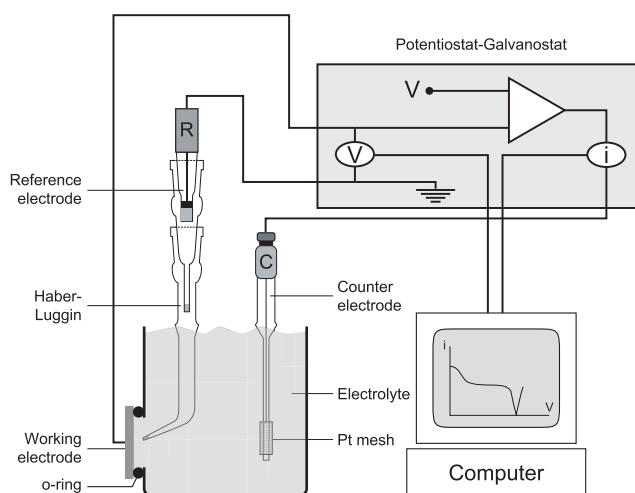 Potentiostat-Galvanostat
V
R
V
i
Reference
electrode
C
Haber-
Luggin
Counter
electrode
i
V
Electrolyte
Working
electrode
Pt mesh
o-ring
Computer